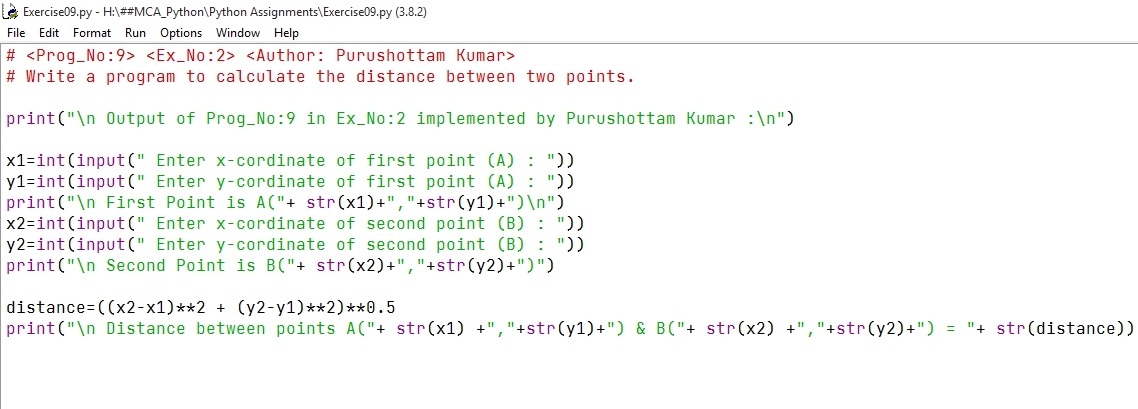 Exercise09.py - H:\##MCA_Python\Python Assignments\Exercise09.py (3.8.2)
File Edit Format Run Options Window Help
# <Prog_No:9> <Ex_No:2> <Author: Purushottam Kumar>
# Write a program to calculate the distance between two points.
print("\n Output of Prog_No:9 in Ex_No:2 implemented by Purushottam Kumar :\n")
x1=int(input(" Enter x-cordinate of first point (A) : "))
y1=int(input(" Enter y-cordinate of first point (A) : "))
print("\n First Point is A("+ str(x1)+","+str(y1)+")\n")
x2=int(input(" Enter x-cordinate of second point (B) : "))
y2=int(input(" Enter y-cordinate of second point (B) : "))
print("\n Second Point is B("+ str(x2)+","+str(y2)+")")
distance=((x2-x1)**2 + (y2-y1)**2)**0.5
print("\n Distance between points A("+ str(x1) +","+str(y1)+") & B("+ str(x2) +","+str(y2)+") = "+ str(distance))